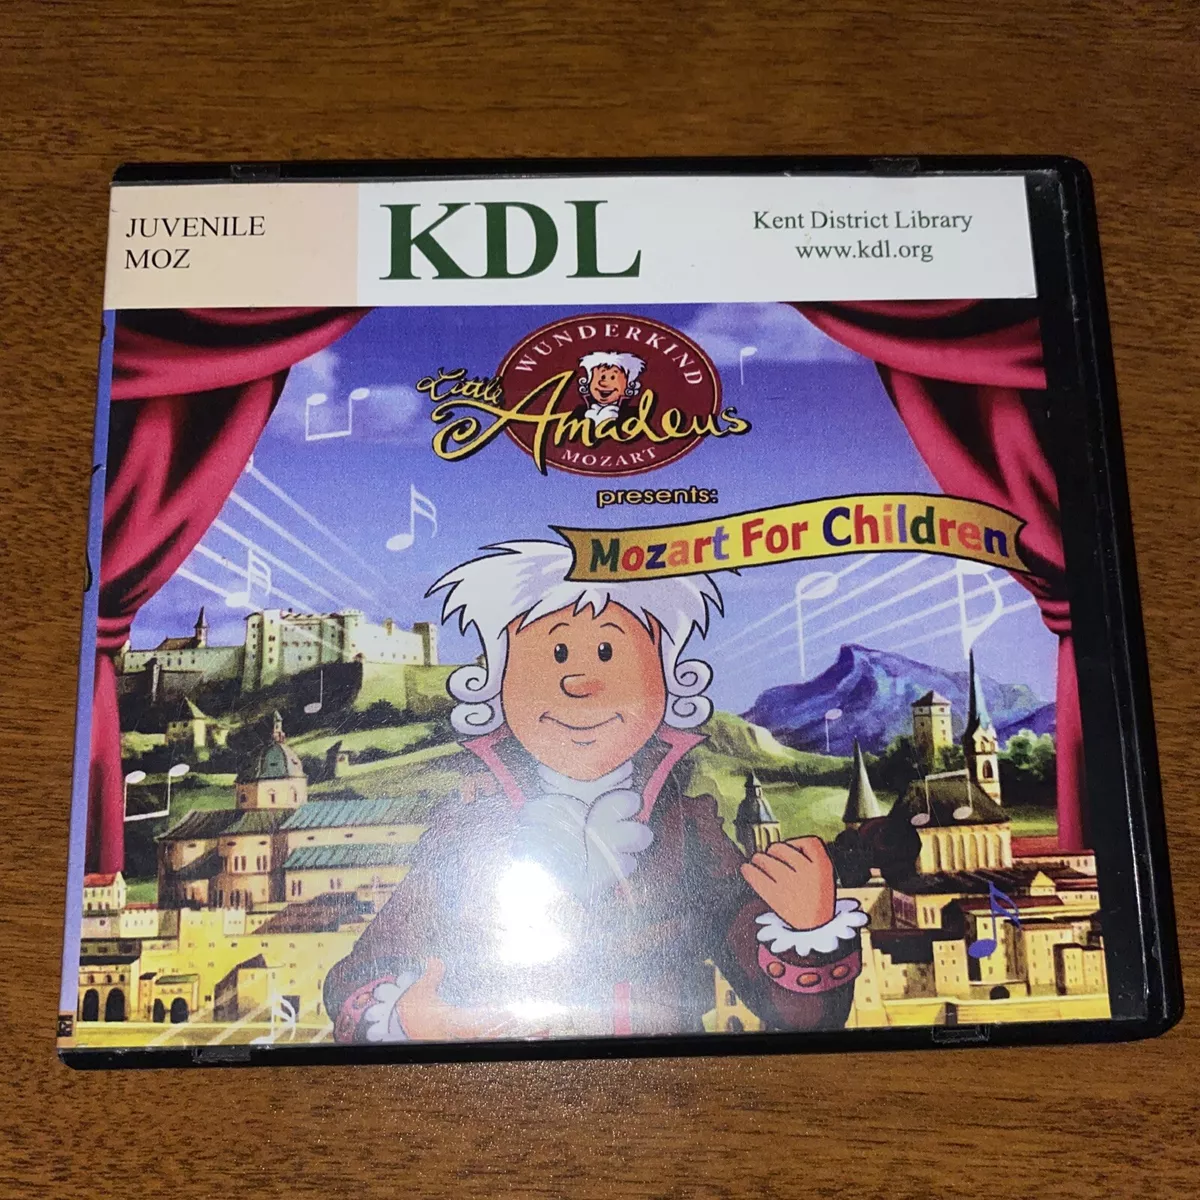 JUVENILE
MOZ
KDL
Kent District Library
www.kdl.org
WUNDERKIND
Little Amadeus
MOZART
presents:
Mozart For Children